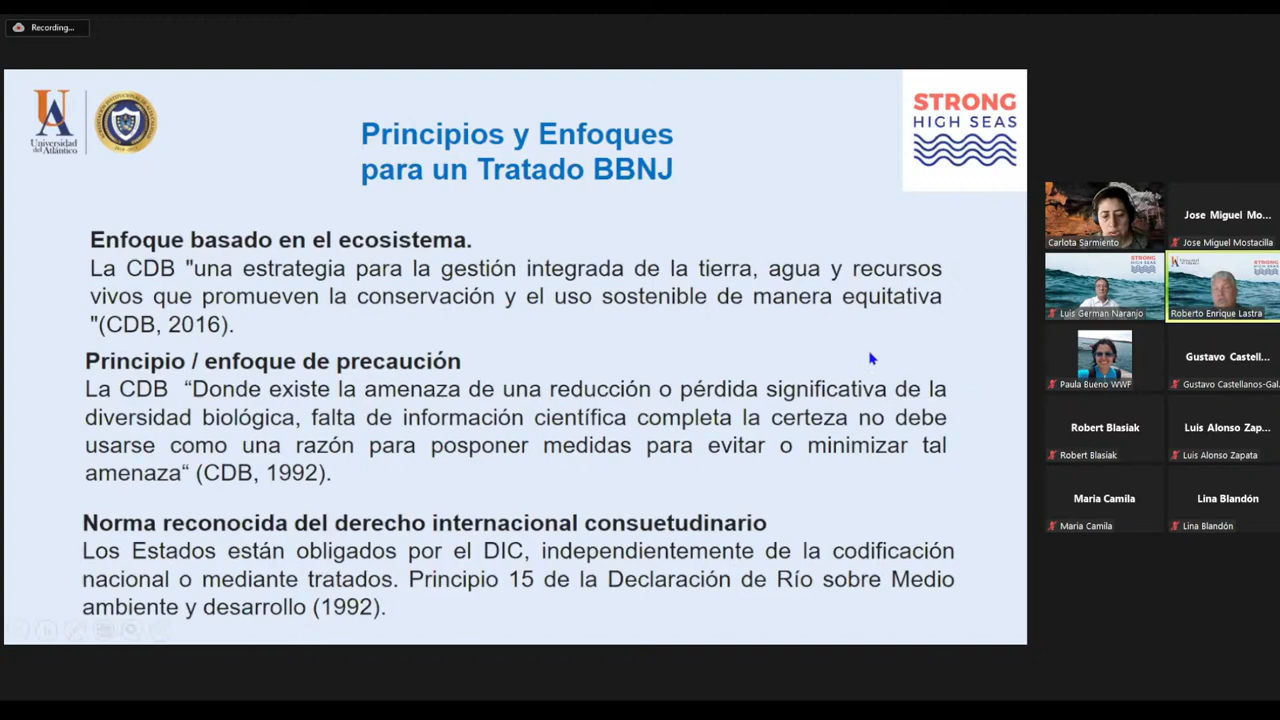 Recording...
UA
Universidad
del Atlántico
STRONG
HIGH SEAS
Principios y Enfoques
para un Tratado BBNJ
Enfoque basado en el ecosistema.
La CDB "una estrategia para la gestión integrada de la tierra, agua y recursos
vivos que promueven la conservación y el uso sostenible de manera equitativa
"(CDB, 2016).
Principio / enfoque de precaución
La CDB “Donde existe la amenaza de una reducción o pérdida significativa de la
diversidad biológica, falta de información científica completa la certeza no debe
usarse como una razón para posponer medidas para evitar o minimizar tal
amenaza“ (CDB, 1992).
Norma reconocida del derecho internacional consuetudinario
Los Estados están obligados por el DIC, independientemente de la codificación
nacional o mediante tratados. Principio 15 de la Declaración de Río sobre Medio
ambiente y desarrollo (1992).
Carlota Sarmiento
Jose Miguel Mo...
Jose Miguel Mostacilla
STRONG
HIGH SEAS
Luis German Naranjo
STRONG
HIGH SEAS
Roberto Enrique Lastra
Paula Bueno WWF
Gustavo Castell...
Gustavo Castellanos-Gal
Robert Blasiak
Robert Blasiak
Luis Alonso Zap...
Luis Alonso Zapata
Maria Camila
Maria Camila
Lina Blandón
Lina Blandón